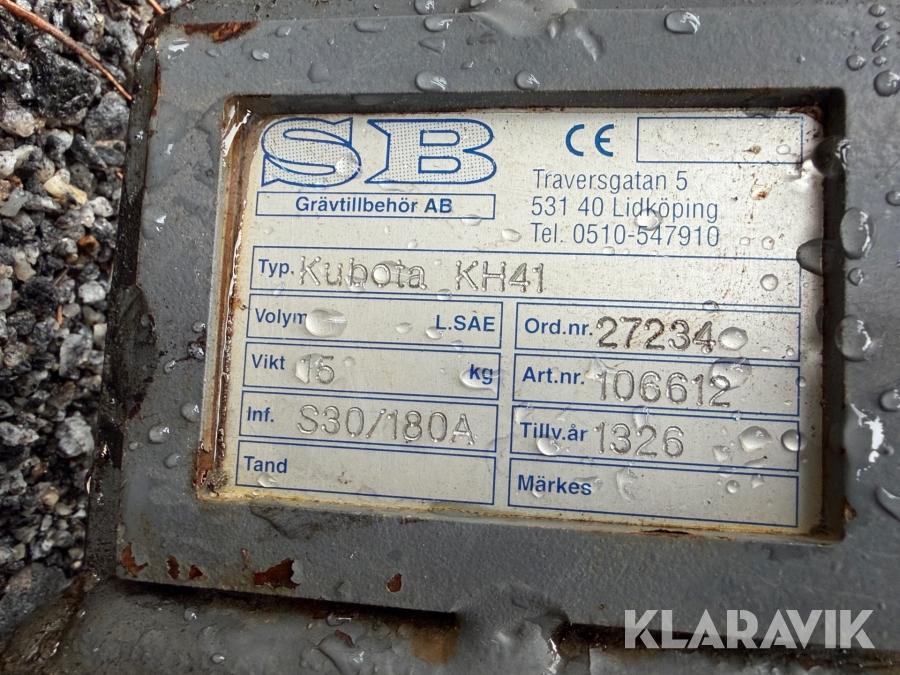 SB
Grävtillbehör AB
CE
Traversgatan 5
531 40 Lidköping
Tel. 0510-547910
Typ. Kubota KH41
Volym L.SAE
Vikt 15 kg
Inf. S30/180A
Tand
Ord.nr. 27234
Art.nr. 106612
Tillv.år 1326
Märkes
KLARAVIK